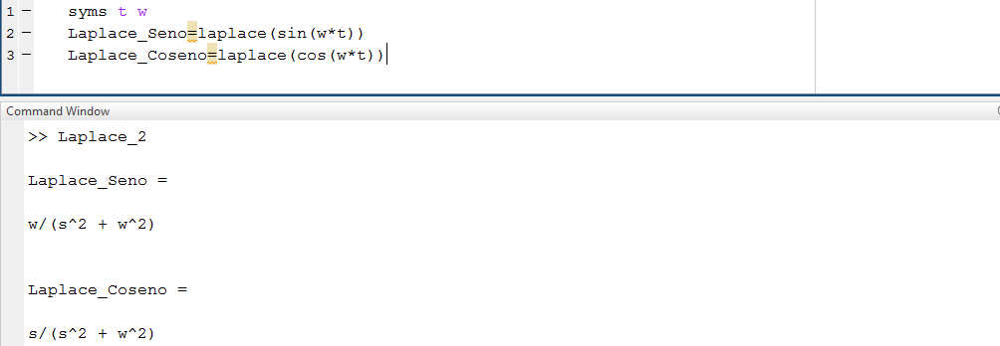 1 – syms t w
2 – Laplace_Seno=laplace(sin(w*t))
3 – Laplace_Coseno=laplace(cos(w*t))
Command Window
>> Laplace_2
Laplace_Seno =
w/(s^2 + w^2)
Laplace_Coseno =
s/(s^2 + w^2)